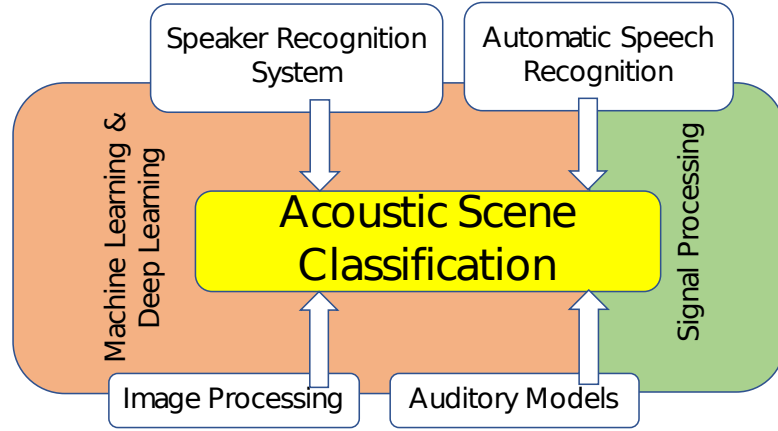 Speaker Recognition
System
Automatic Speech
Recognition
Machine Learning &
Deep Learning
Acoustic Scene
Classification
Signal Processing
Image Processing
Auditory Models